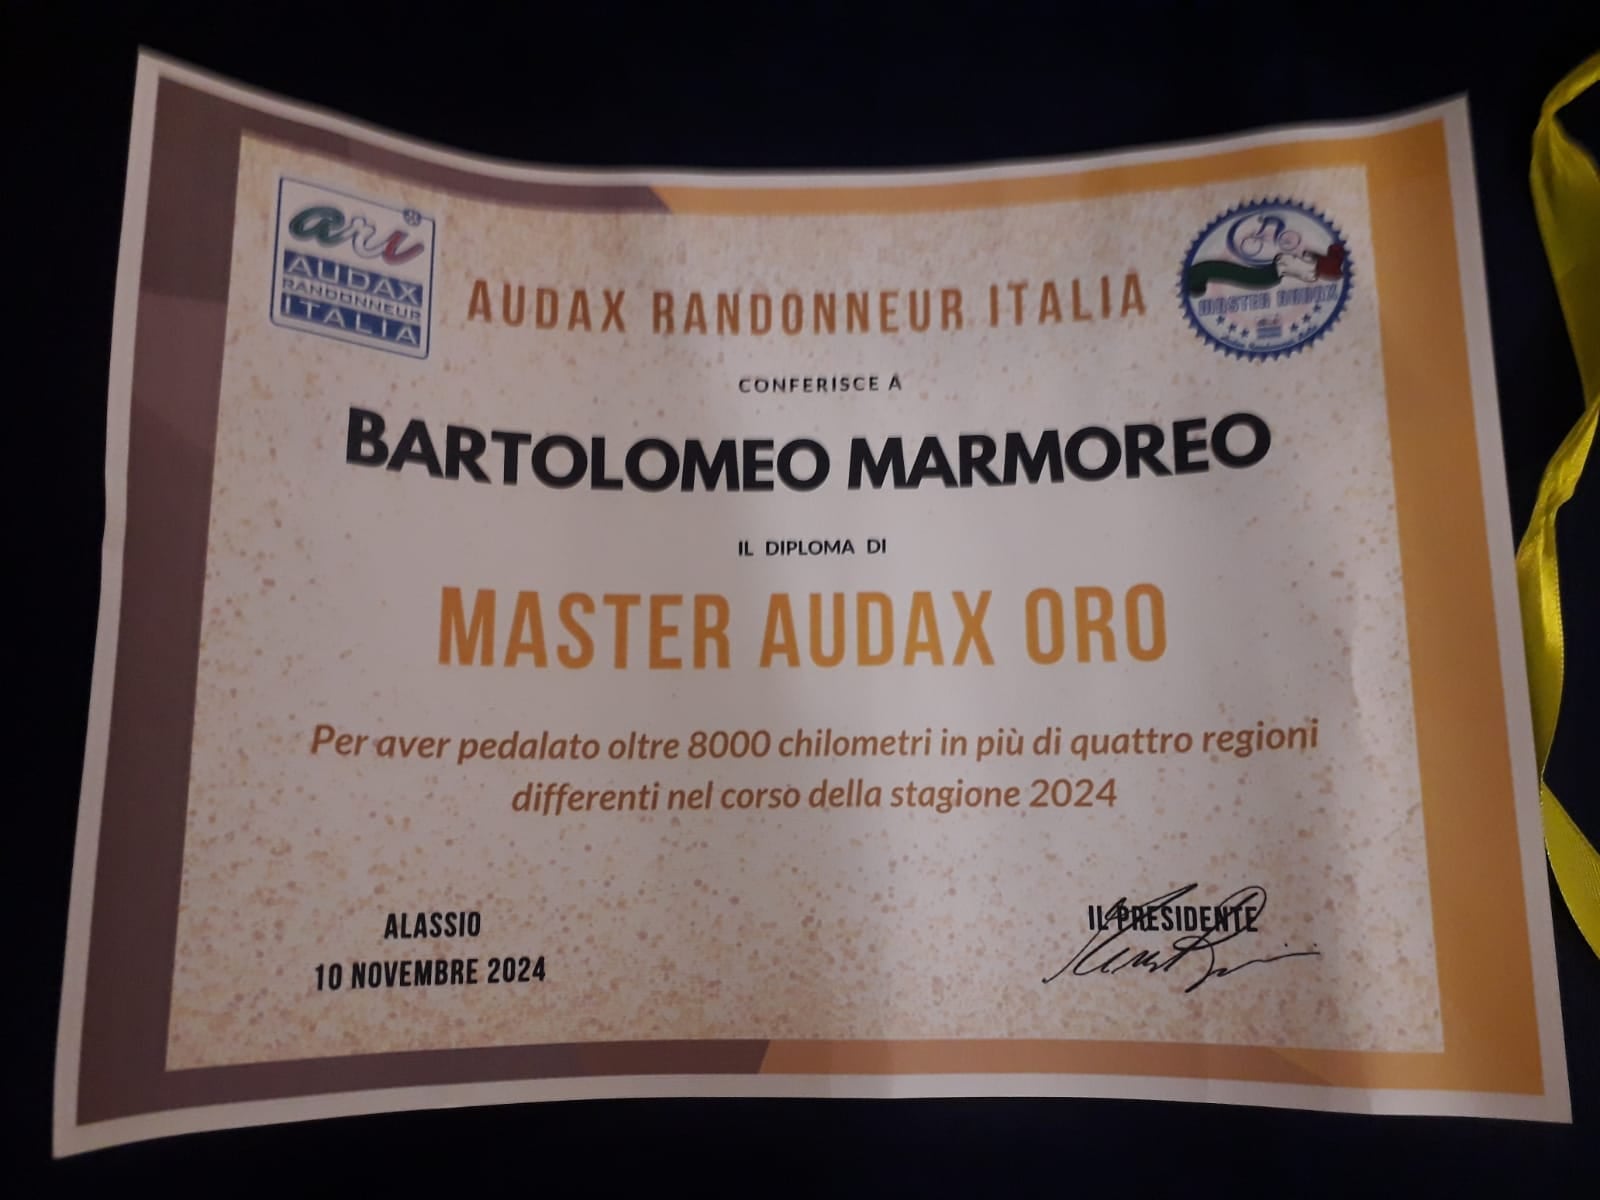 ari
AUDAX
RANDONNEUR
ITALIA
AUDAX RANDONNEUR ITALIA
MASTER AUDAX
CONFERISCE A
BARTOLOMEO MARMOREO
IL DIPLOMA DI
MASTER AUDAX ORO
Per aver pedalato oltre 8000 chilometri in più di quattro regioni
differenti nel corso della stagione 2024
ALASSIO
10 NOVEMBRE 2024
IL PRESIDENTE